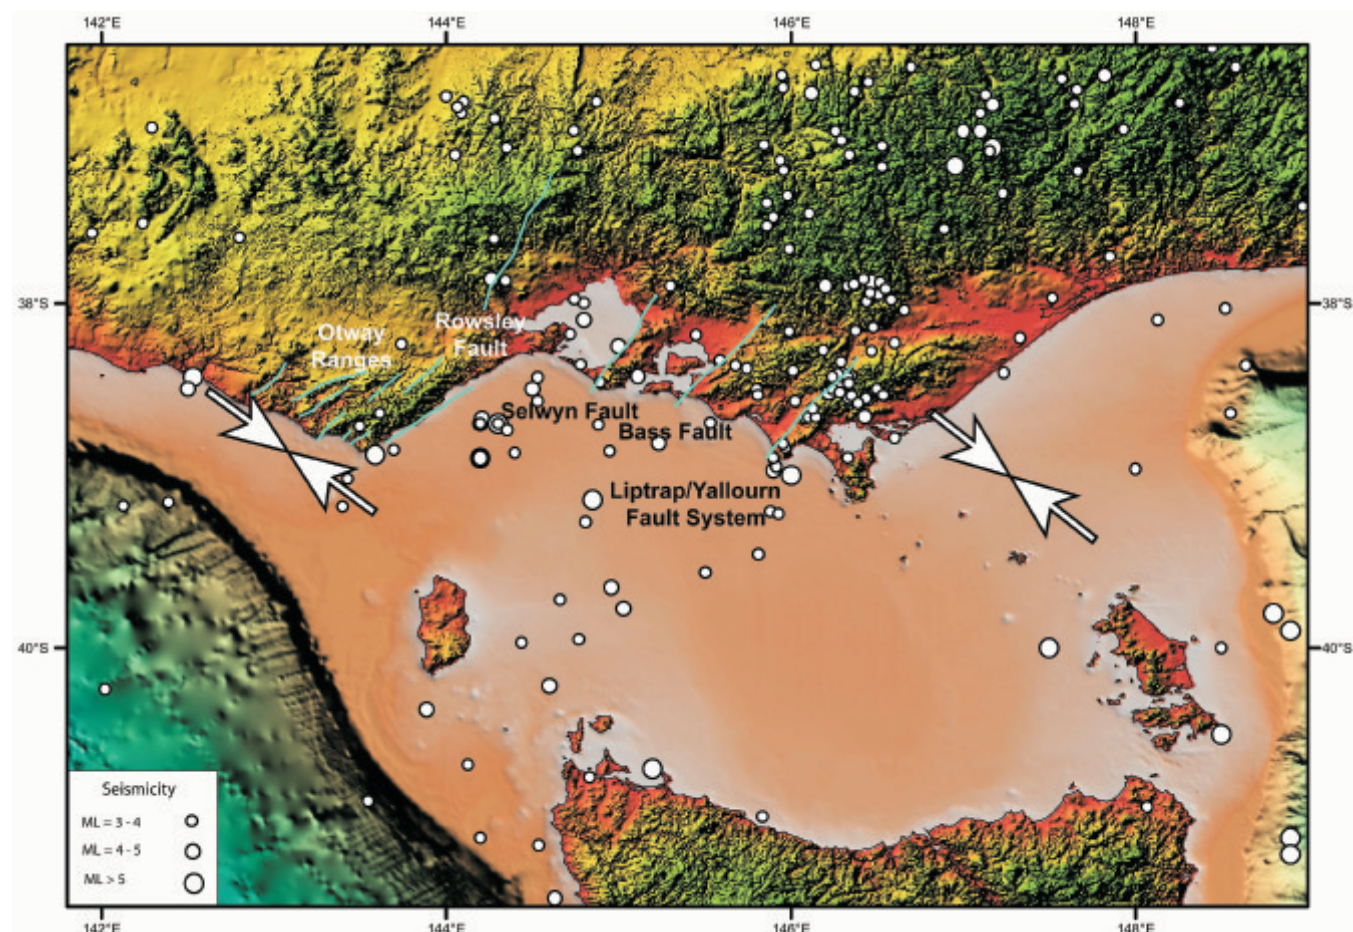 142°E 144°E 146°E 148°E
38°S 38°S
Otway
Ranges
Rowsley
Fault
Selwyn Fault
Bass Fault
Liptrap/Yallourn
Fault System
40°S 40°S
Seismicity
ML = 3 - 4
ML = 4 - 5
ML > 5
142°E 144°E 146°E 148°E